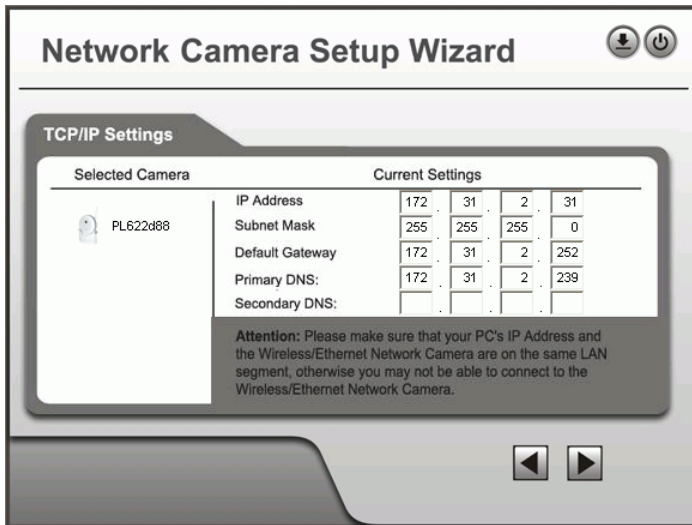 Network Camera Setup Wizard
TCP/IP Settings
Selected Camera
Current Settings
PL622d88
IP Address 172 . 31 . 2 . 31
Subnet Mask 255 . 255 . 255 . 0
Default Gateway 172 . 31 . 2 . 252
Primary DNS: 172 . 31 . 2 . 239
Secondary DNS: . . .
Attention: Please make sure that your PC's IP Address and
the Wireless/Ethernet Network Camera are on the same LAN
segment, otherwise you may not be able to connect to the
Wireless/Ethernet Network Camera.